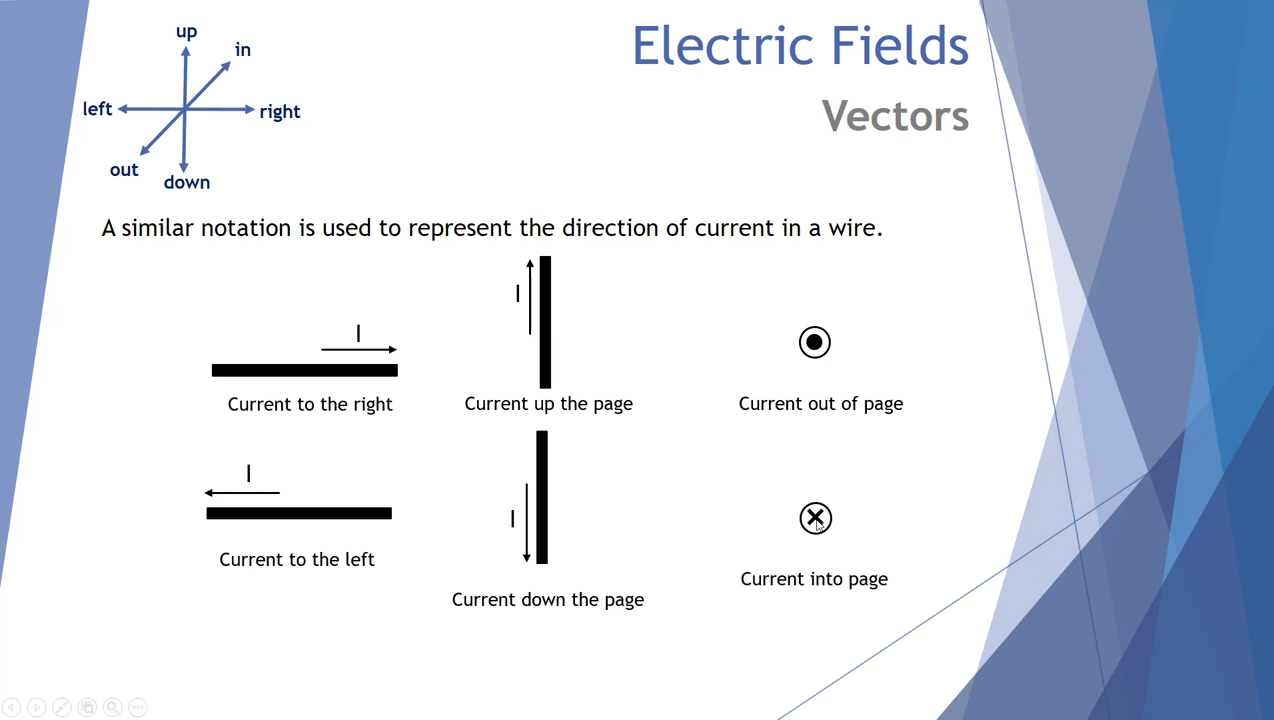 Electric Fields
Vectors
up
in
left
right
out
down
A similar notation is used to represent the direction of current in a wire.
I
I
Current to the right
Current up the page
Current out of page
I
I
Current to the left
Current down the page
Current into page